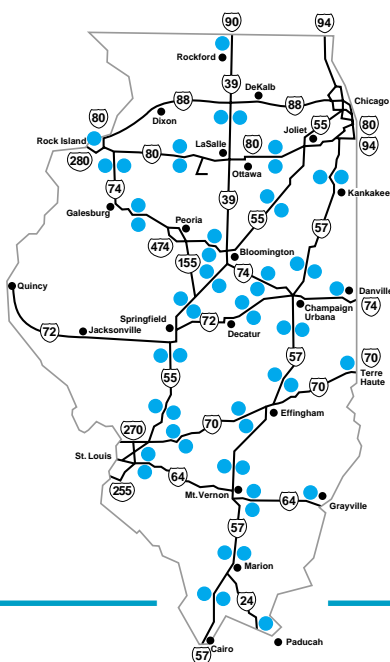 90
94
Rockford
39
DeKalb
88
88
Chicago
Dixon
80
55
80
Rock Island
LaSalle
Joliet
80
94
280
80
Ottawa
74
Kankakee
39
Galesburg
Peoria
55
57
474
Bloomington
155
74
Quincy
Danville
74
Springfield
Champaign
Urbana
72
Jacksonville
72
Decatur
57
70
Terre
Haute
55
70
Effingham
270
70
St. Louis
64
255
Mt. Vernon
64
Grayville
57
Marion
24
57
Cairo
Paducah